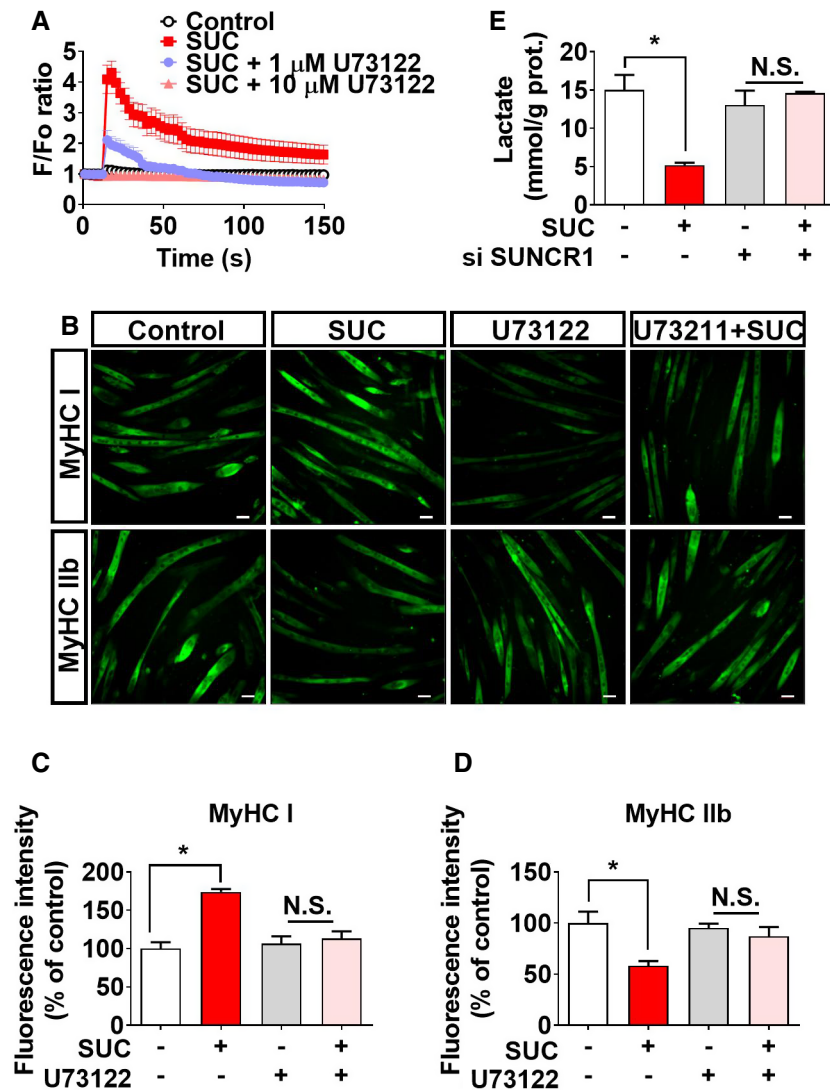 A
Control
SUC
SUC + 1 μM U73122
SUC + 10 μM U73122
F/Fo ratio
5
4
3
2
1
0
0 50 100 150
Time (s)
E
Lactate
(mmol/g prot.)
20
15
10
5
0
* N.S.
SUC - + - +
si SUNCR1 - - + +
B
Control SUC U73122 U73211+SUC
MyHC I
MyHC IIb
C
MyHC I
Fluorescence intensity
(% of control)
200
150
100
50
0
* N.S.
SUC - + - +
U73122 - - + +
D
MyHC IIb
Fluorescence intensity
(% of control)
150
100
50
0
* N.S.
SUC - + - +
U73122 - - + +